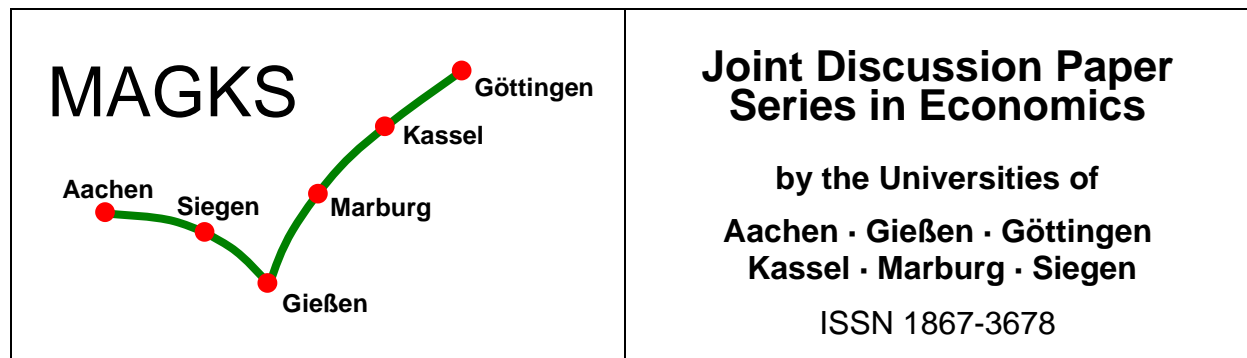 MAGKS
Göttingen
Kassel
Aachen
Siegen
Marburg
Gießen
Joint Discussion Paper
Series in Economics
by the Universities of
Aachen · Gießen · Göttingen
Kassel · Marburg · Siegen
ISSN 1867-3678